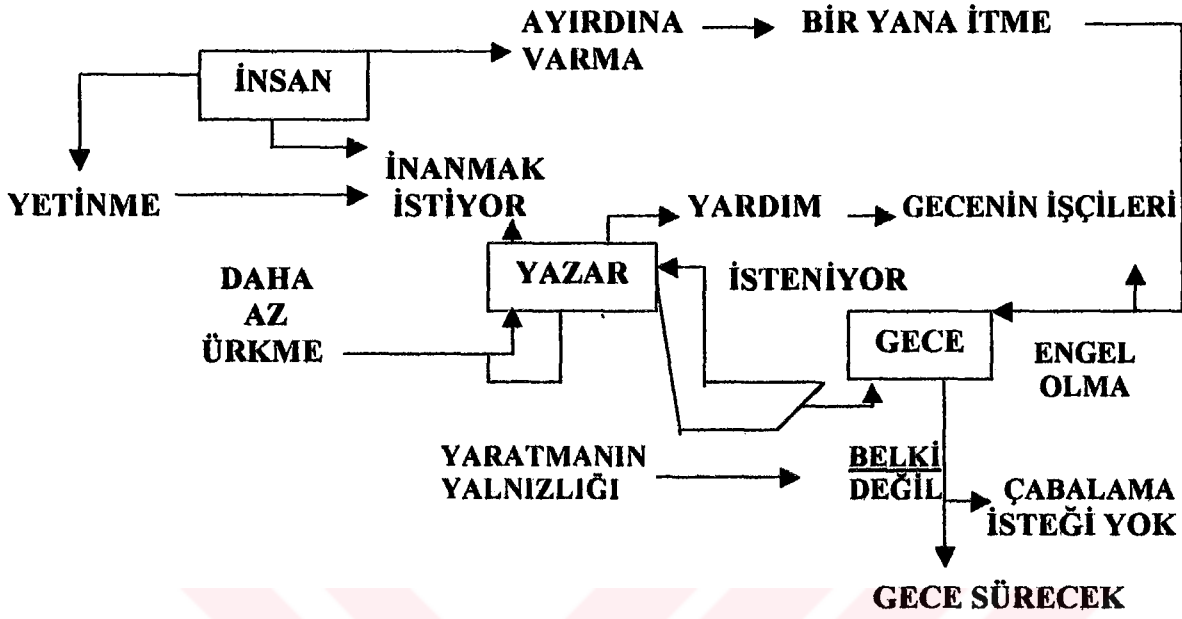 AYIRDINA
VARMA
BİR YANA İTME
İNSAN
YETİNME
İNANMAK
İSTİYOR
YARDIM
GECENİN İŞÇİLERİ
DAHA
AZ
ÜRKME
YAZAR
İSTENİYOR
GECE
ENGEL
OLMA
YARATMANIN
YALNIZLIĞI
BELKİ
DEĞİL
ÇABALAMA
İSTEĞİ YOK
GECE SÜRECEK